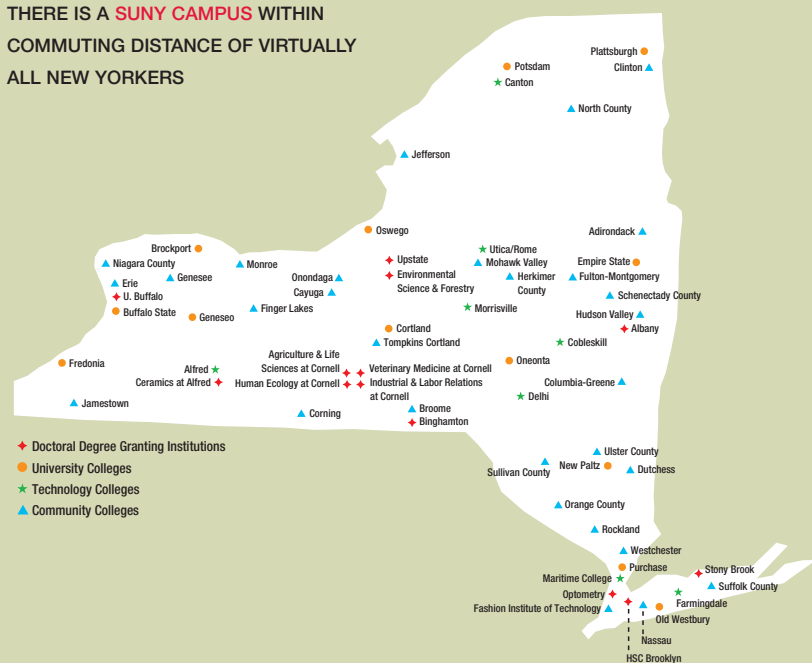 THERE IS A SUNY CAMPUS WITHIN
COMMUTING DISTANCE OF VIRTUALLY
ALL NEW YORKERS
Plattsburgh
Clinton
Potsdam
Canton
North County
Jefferson
Oswego
Adirondack
Brockport
Niagara County
Monroe
Erie
Genesee
U. Buffalo
Buffalo State
Geneseo
Finger Lakes
Onondaga
Cayuga
Upstate
Environmental
Science & Forestry
Utica/Rome
Mohawk Valley
Herkimer
County
Empire State
Fulton-Montgomery
Schenectady County
Morrisville
Hudson Valley
Albany
Cortland
Tompkins Cortland
Cobleskill
Fredonia
Alfred
Ceramics at Alfred
Agriculture & Life
Sciences at Cornell
Human Ecology at Cornell
Veterinary Medicine at Cornell
Industrial & Labor Relations
at Cornell
Oneonta
Delhi
Columbia-Greene
Jamestown
Corning
Broome
Binghamton
Doctoral Degree Granting Institutions
University Colleges
Technology Colleges
Community Colleges
Ulster County
New Paltz
Dutchess
Sullivan County
Orange County
Rockland
Westchester
Purchase
Maritime College
Stony Brook
Suffolk County
Optometry
Farmingdale
Fashion Institute of Technology
Old Westbury
Nassau
HSC Brooklyn